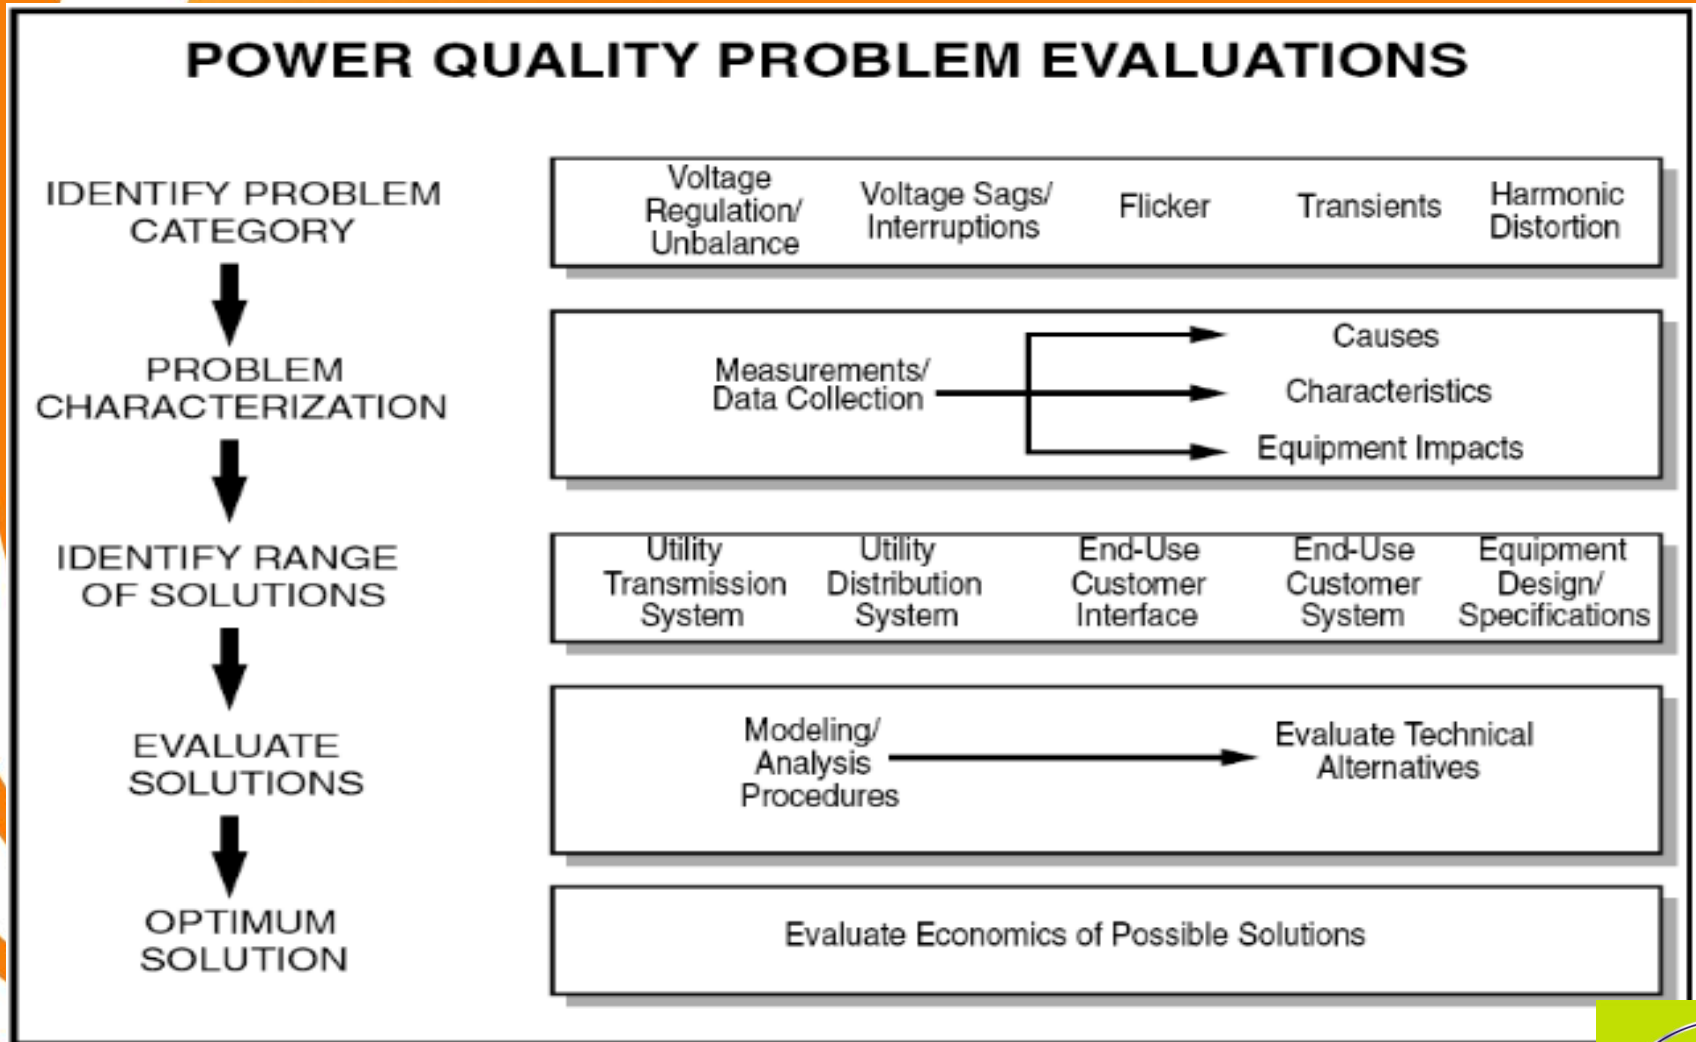 POWER QUALITY PROBLEM EVALUATIONS
IDENTIFY PROBLEM
CATEGORY
Voltage
Regulation/
Unbalance
Voltage Sags/
Interruptions
Flicker
Transients
Harmonic
Distortion
PROBLEM
CHARACTERIZATION
Measurements/
Data Collection
Causes
Characteristics
Equipment Impacts
IDENTIFY RANGE
OF SOLUTIONS
Utility
Transmission
System
Utility
Distribution
System
End-Use
Customer
Interface
End-Use
Customer
System
Equipment
Design/
Specifications
EVALUATE
SOLUTIONS
Modeling/
Analysis
Procedures
Evaluate Technical
Alternatives
OPTIMUM
SOLUTION
Evaluate Economics of Possible Solutions